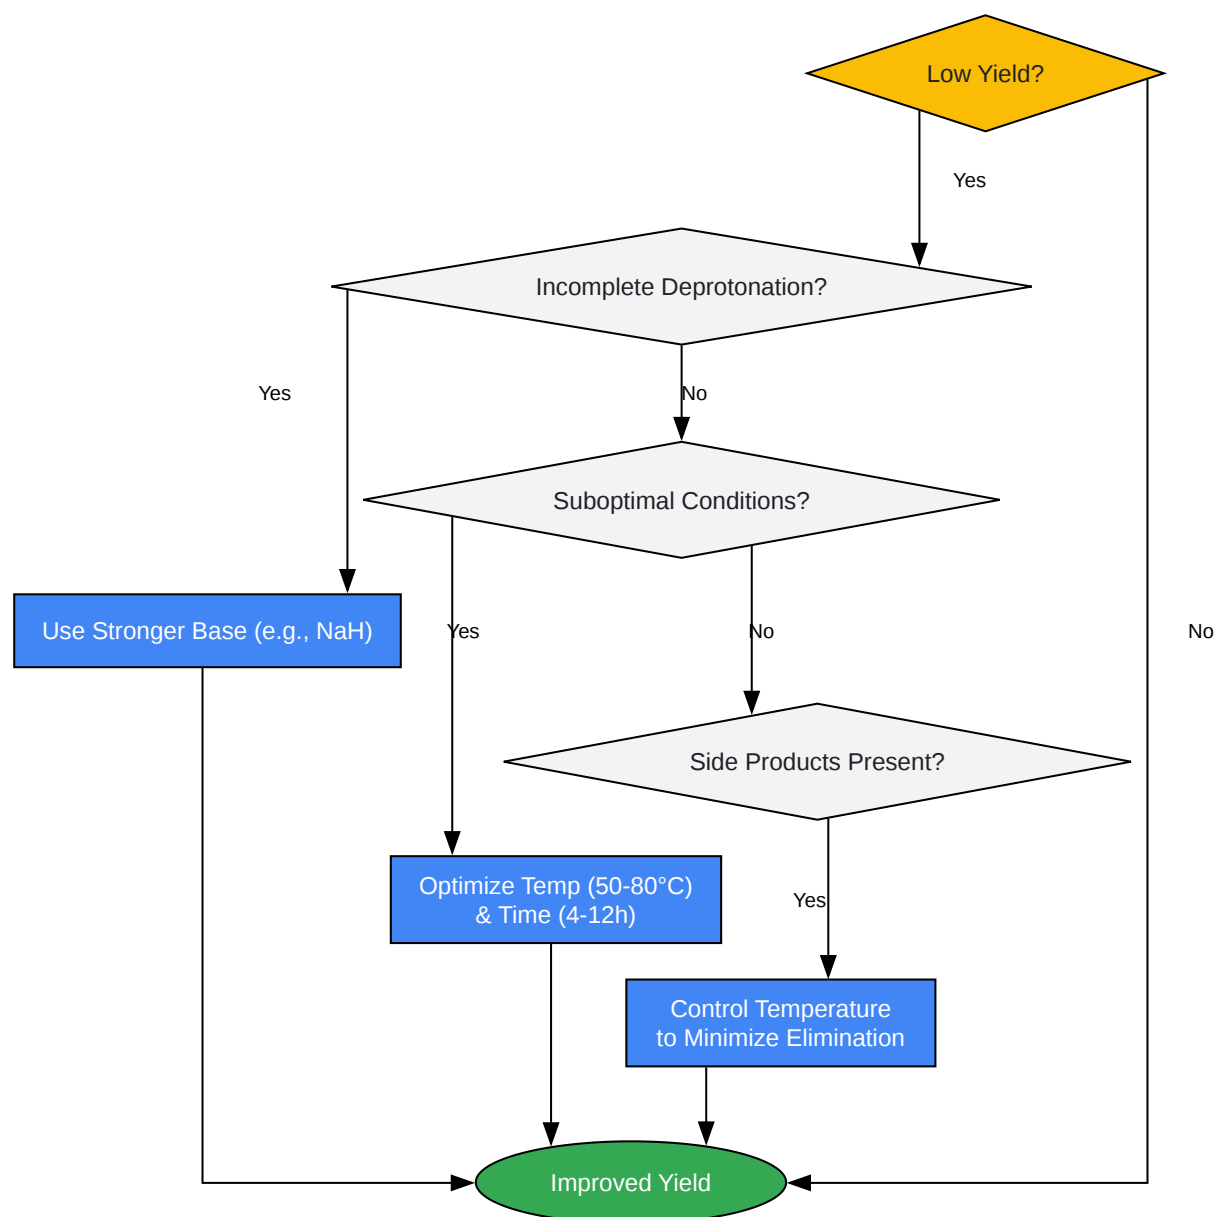 Low Yield?
Yes
Incomplete Deprotonation?
Yes
No
Suboptimal Conditions?
Use Stronger Base (e.g., NaH)
Yes
No
No
Side Products Present?
Optimize Temp (50-80°C)
& Time (4-12h)
Yes
Control Temperature
to Minimize Elimination
Improved Yield